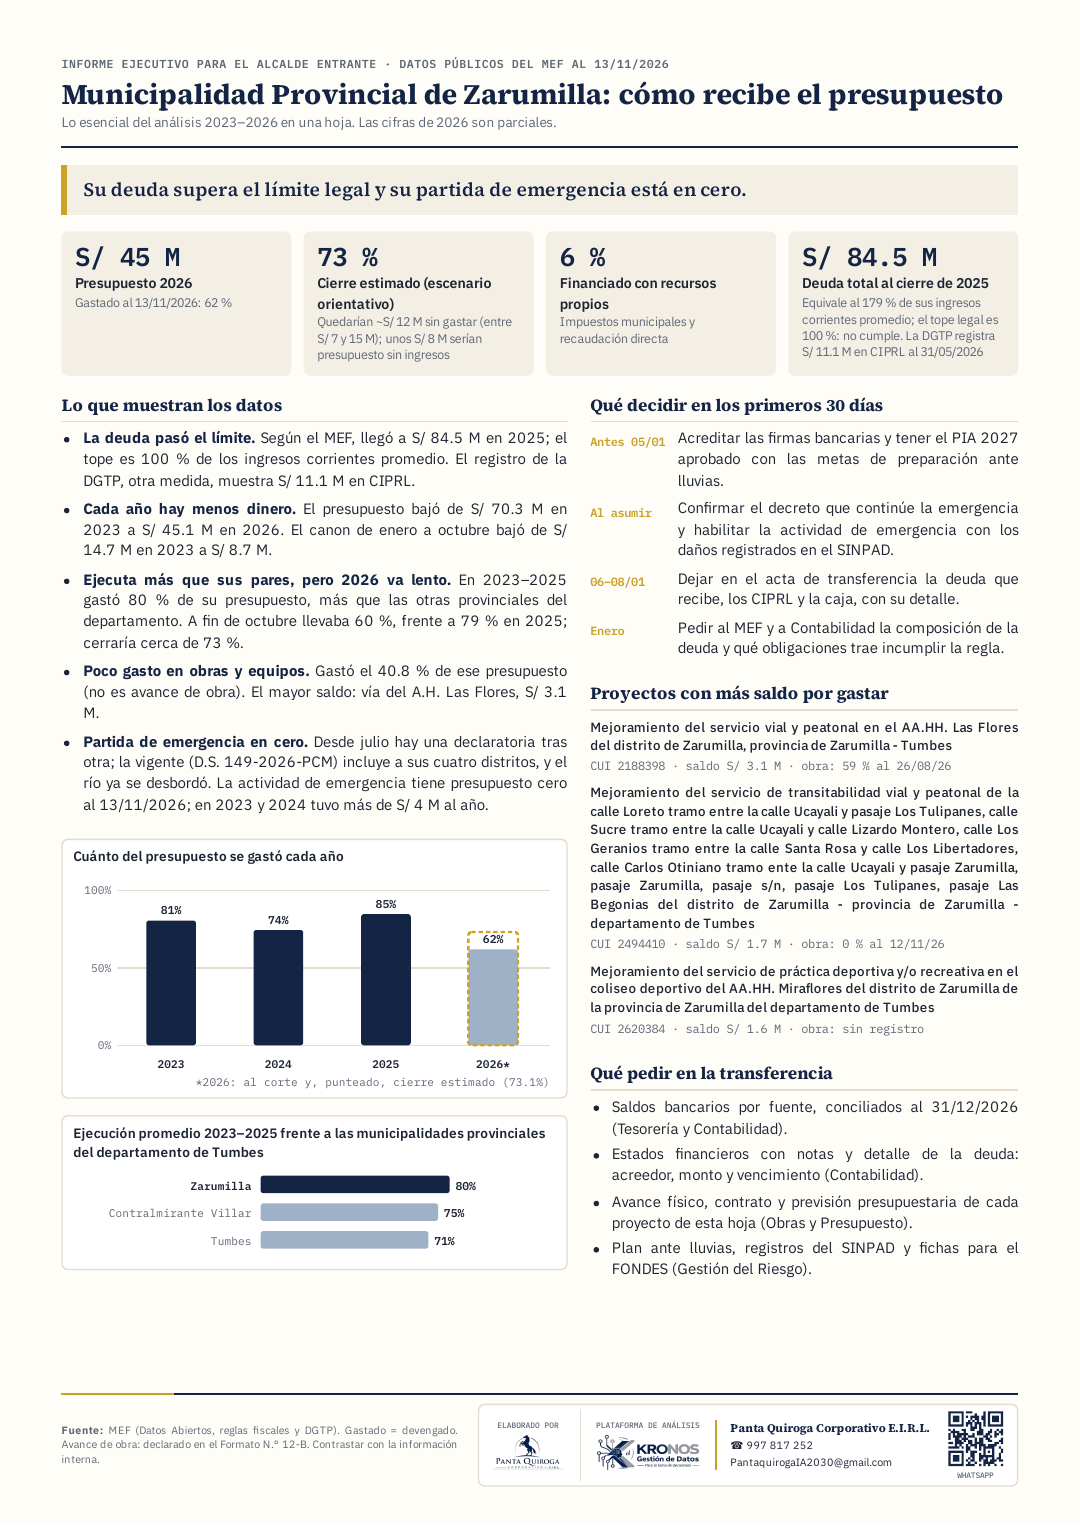 INFORME EJECUTIVO PARA EL ALCALDE ENTRANTE · DATOS PÚBLICOS DEL MEF AL 13/11/2026
Municipalidad Provincial de Zarumilla: cómo recibe el presupuesto
Lo esencial del análisis 2023–2026 en una hoja. Las cifras de 2026 son parciales.
Su deuda supera el límite legal y su partida de emergencia está en cero.
S/ 45 M
Presupuesto 2026
Gastado al 13/11/2026: 62 %
73 %
Cierre estimado (escenario
orientativo)
Quedarían ~S/ 12 M sin gastar (entre
S/ 7 y 15 M); unos S/ 8 M serían
presupuesto sin ingresos
6 %
Financiado con recursos
propios
Impuestos municipales y
recaudación directa
S/ 84.5 M
Deuda total al cierre de 2025
Equivale al 179 % de sus ingresos
corrientes promedio; el tope legal es
100 %: no cumple. La DGTP registra
S/ 11.1 M en CIPRL al 31/05/2026
Lo que muestran los datos
• La deuda pasó el límite. Según el MEF, llegó a S/ 84.5 M en 2025; el
tope es 100 % de los ingresos corrientes promedio. El registro de la
DGTP, otra medida, muestra S/ 11.1 M en CIPRL.
• Cada año hay menos dinero. El presupuesto bajó de S/ 70.3 M en
2023 a S/ 45.1 M en 2026. El canon de enero a octubre bajó de S/
14.7 M en 2023 a S/ 8.7 M.
• Ejecuta más que sus pares, pero 2026 va lento. En 2023–2025
gastó 80 % de su presupuesto, más que las otras provinciales del
departamento. A fin de octubre llevaba 60 %, frente a 79 % en 2025;
cerraría cerca de 73 %.
• Poco gasto en obras y equipos. Gastó el 40.8 % de ese presupuesto
(no es avance de obra). El mayor saldo: vía del A.H. Las Flores, S/ 3.1
M.
• Partida de emergencia en cero. Desde julio hay una declaratoria tras
otra; la vigente (D.S. 149-2026-PCM) incluye a sus cuatro distritos, y el
río ya se desbordó. La actividad de emergencia tiene presupuesto cero
al 13/11/2026; en 2023 y 2024 tuvo más de S/ 4 M al año.
Cuánto del presupuesto se gastó cada año
100%
50%
0%
81%
74%
85%
62%
2023
2024
2025
2026*
*2026: al corte y, punteado, cierre estimado (73.1%)
Ejecución promedio 2023–2025 frente a las municipalidades provinciales
del departamento de Tumbes
Zarumilla 80%
Contralmirante Villar 75%
Tumbes 71%
Qué decidir en los primeros 30 días
Antes 05/01 Acreditar las firmas bancarias y tener el PIA 2027
aprobado con las metas de preparación ante
lluvias.
Al asumir Confirmar el decreto que continúe la emergencia
y habilitar la actividad de emergencia con los
daños registrados en el SINPAD.
06–08/01 Dejar en el acta de transferencia la deuda que
recibe, los CIPRL y la caja, con su detalle.
Enero Pedir al MEF y a Contabilidad la composición de la
deuda y qué obligaciones trae incumplir la regla.
Proyectos con más saldo por gastar
Mejoramiento del servicio vial y peatonal en el AA.HH. Las Flores
del distrito de Zarumilla, provincia de Zarumilla - Tumbes
CUI 2188398 · saldo S/ 3.1 M · obra: 59 % al 26/08/26
Mejoramiento del servicio de transitabilidad vial y peatonal de la
calle Loreto tramo entre la calle Ucayali y pasaje Los Tulipanes, calle
Sucre tramo entre la calle Ucayali y calle Lizardo Montero, calle Los
Geranios tramo entre la calle Santa Rosa y calle Los Libertadores,
calle Carlos Otiniano tramo ente la calle Ucayali y pasaje Zarumilla,
pasaje Zarumilla, pasaje s/n, pasaje Los Tulipanes, pasaje Las
Begonias del distrito de Zarumilla - provincia de Zarumilla -
departamento de Tumbes
CUI 2494410 · saldo S/ 1.7 M · obra: 0 % al 12/11/26
Mejoramiento del servicio de práctica deportiva y/o recreativa en el
coliseo deportivo del AA.HH. Miraflores del distrito de Zarumilla de
la provincia de Zarumilla del departamento de Tumbes
CUI 2620384 · saldo S/ 1.6 M · obra: sin registro
Qué pedir en la transferencia
• Saldos bancarios por fuente, conciliados al 31/12/2026
(Tesorería y Contabilidad).
• Estados financieros con notas y detalle de la deuda:
acreedor, monto y vencimiento (Contabilidad).
• Avance físico, contrato y previsión presupuestaria de cada
proyecto de esta hoja (Obras y Presupuesto).
• Plan ante lluvias, registros del SINPAD y fichas para el
FONDES (Gestión del Riesgo).
Fuente: MEF (Datos Abiertos, reglas fiscales y DGTP). Gastado = devengado.
Avance de obra: declarado en el Formato N.° 12-B. Contrastar con la información
interna.
ELABORADO POR
PANTA QUIROGA
PLATAFORMA DE ANÁLISIS
KRONOS
Gestión de Datos
Panta Quiroga Corporativo E.I.R.L.
☎ 997 817 252
PantaquirogaIA2030@gmail.com
WHATSAPP